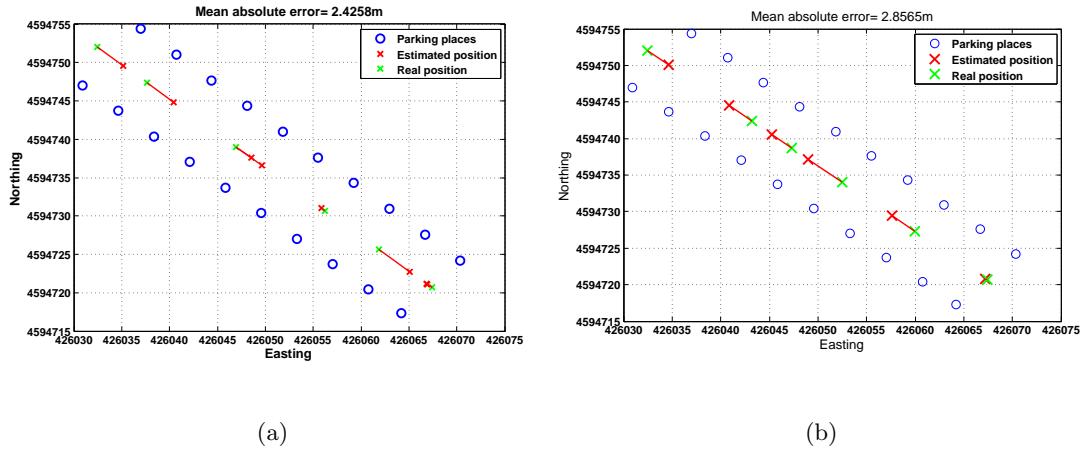 Mean absolute error= 2.4258m
4594755
4594750
4594745
4594740
4594735
4594730
4594725
4594720
4594715
Northing
426030 426035 426040 426045 426050 426055 426060 426065 426070 426075
Easting
Parking places
Estimated position
Real position
(a)
Mean absolute error= 2.8565m
4594755
4594750
4594745
4594740
4594735
4594730
4594725
4594720
4594715
Northing
426030 426035 426040 426045 426050 426055 426060 426065 426070 426075
Easting
Parking places
Estimated position
Real position
(b)